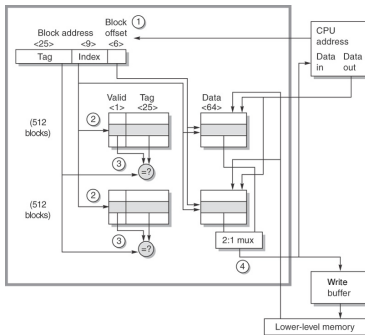 Block address
Block
offset
①
<25>
<9>
<6>
Tag
Index
CPU
address
Data
in
Data
out
Valid
<1>
Tag
<25>
Data
<64>
(512
blocks)
②
③
=?
(512
blocks)
②
③
=?
2:1 mux
④
Write
buffer
Lower-level memory